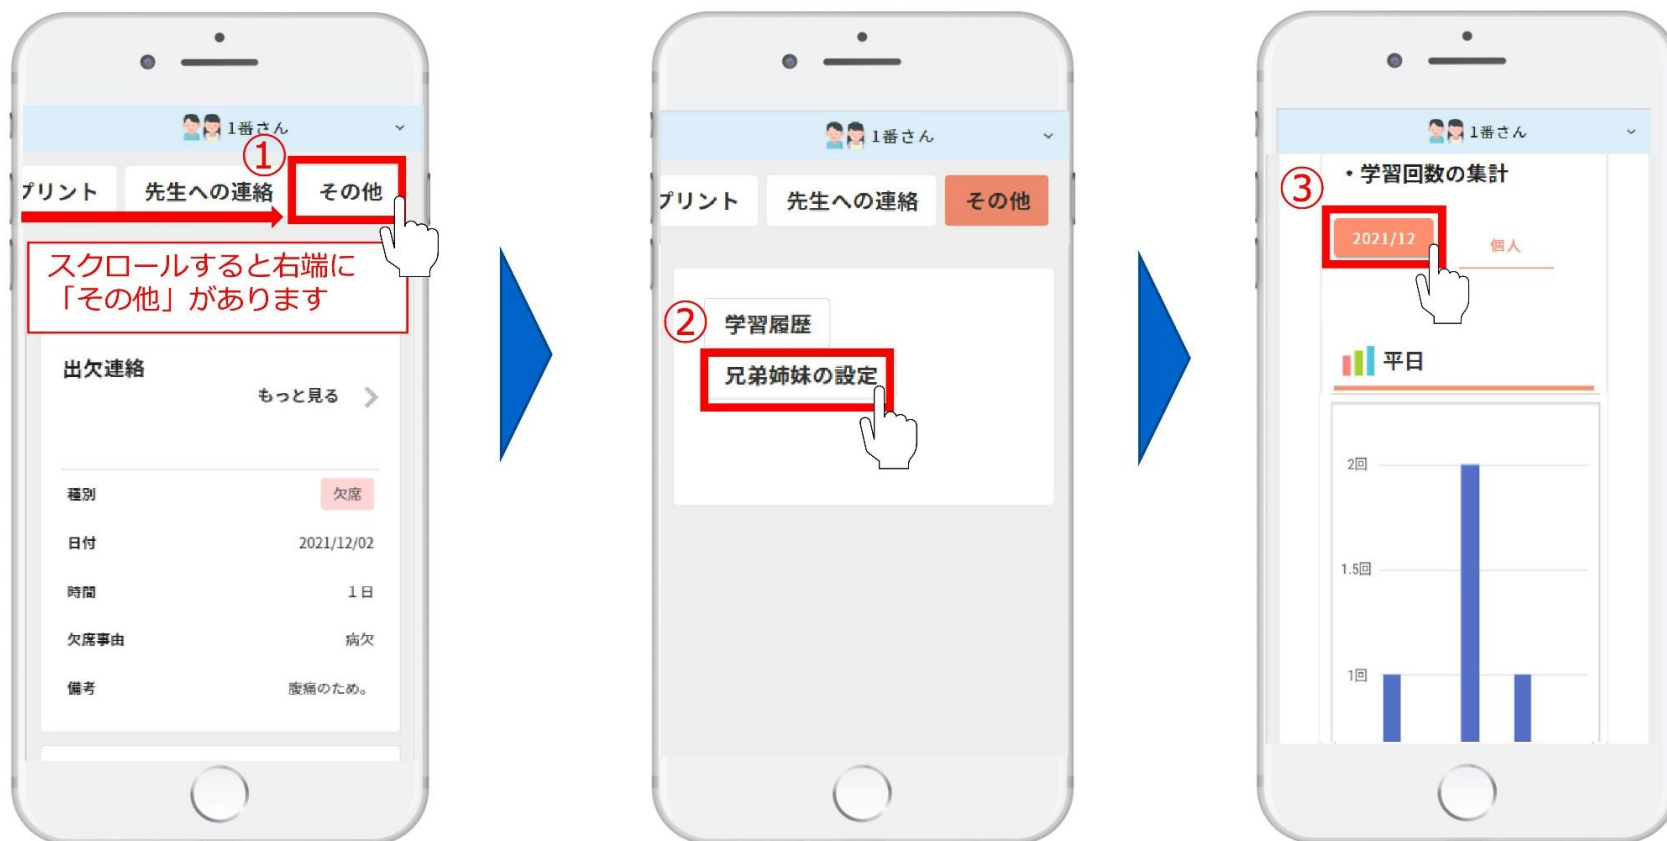 1番さん
①
プリント 先生への連絡 その他
スクロールすると右端に
「その他」があります
出欠連絡
もっと見る
種別 欠席
日付 2021/12/02
時間 1日
欠席事由 病欠
備考 腹痛のため。
1番さん
プリント 先生への連絡 その他
② 学習履歴
兄弟姉妹の設定
1番さん
・学習回数の集計
③
2021/12 個人
平日
2回
1.5回
1回